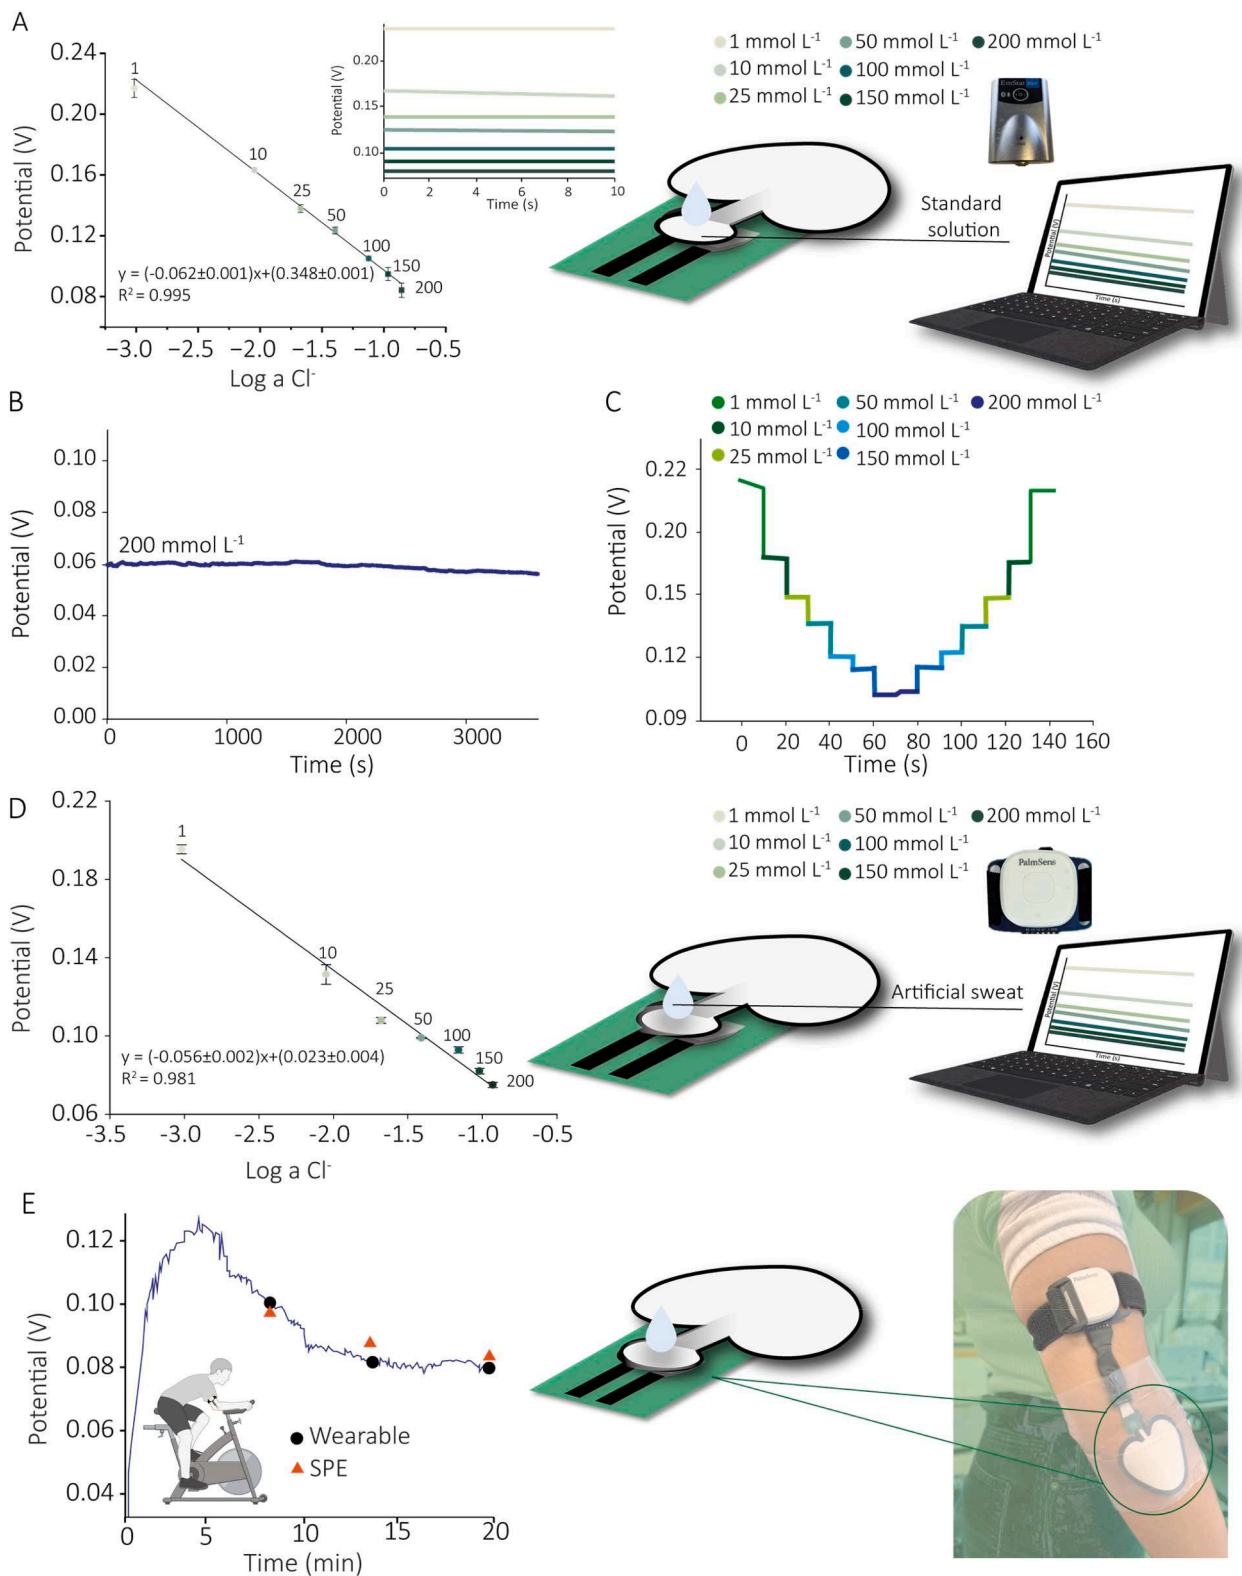 A
0.24
0.20
0.16
0.12
0.08
Potential (V)
1
10
25
50
100
150
200
y = (-0.062±0.001)x+(0.348±0.001)
R² = 0.995
−3.0 −2.5 −2.0 −1.5 −1.0 −0.5
Log a Cl⁻
0.20
0.15
0.10
Potential (V)
0 2 4 6 8 10
Time (s)
1 mmol L⁻¹ 50 mmol L⁻¹ 200 mmol L⁻¹
10 mmol L⁻¹ 100 mmol L⁻¹
25 mmol L⁻¹ 150 mmol L⁻¹
EmStat
Standard
solution
Potential (V)
Time (s)
B
0.10
0.08
0.06
0.04
0.02
0.00
Potential (V)
200 mmol L⁻¹
0 1000 2000 3000
Time (s)
C
1 mmol L⁻¹ 50 mmol L⁻¹ 200 mmol L⁻¹
10 mmol L⁻¹ 100 mmol L⁻¹
25 mmol L⁻¹ 150 mmol L⁻¹
0.22
0.20
0.15
0.12
0.09
Potential (V)
0 20 40 60 80 100 120 140 160
Time (s)
D
0.22
0.18
0.14
0.10
0.06
Potential (V)
1
10
25
50
100
150
200
y = (-0.056±0.002)x+(0.023±0.004)
R² = 0.981
-3.5 -3.0 -2.0 -1.5 -1.0 -0.5
Log a Cl⁻
1 mmol L⁻¹ 50 mmol L⁻¹ 200 mmol L⁻¹
10 mmol L⁻¹ 100 mmol L⁻¹
25 mmol L⁻¹ 150 mmol L⁻¹
PalmSens
Artificial sweat
Potential (V)
Time (s)
E
0.12
0.10
0.08
0.06
0.04
Potential (V)
Wearable
SPE
0 5 10 15 20
Time (min)
PalmSens